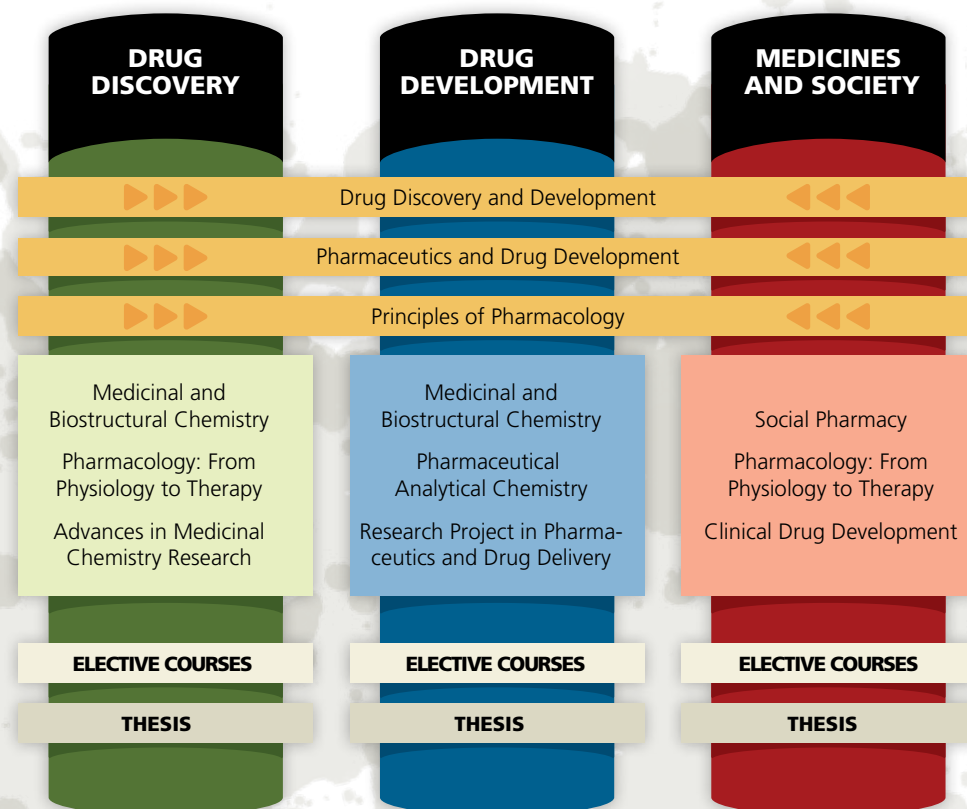 DRUG
DISCOVERY
DRUG
DEVELOPMENT
MEDICINES
AND SOCIETY
Drug Discovery and Development
Pharmaceutics and Drug Development
Principles of Pharmacology
Medicinal and
Biostructural Chemistry
Pharmacology: From
Physiology to Therapy
Advances in Medicinal
Chemistry Research
Medicinal and
Biostructural Chemistry
Pharmaceutical
Analytical Chemistry
Research Project in Pharma-
ceutics and Drug Delivery
Social Pharmacy
Pharmacology: From
Physiology to Therapy
Clinical Drug Development
ELECTIVE COURSES
ELECTIVE COURSES
ELECTIVE COURSES
THESIS
THESIS
THESIS